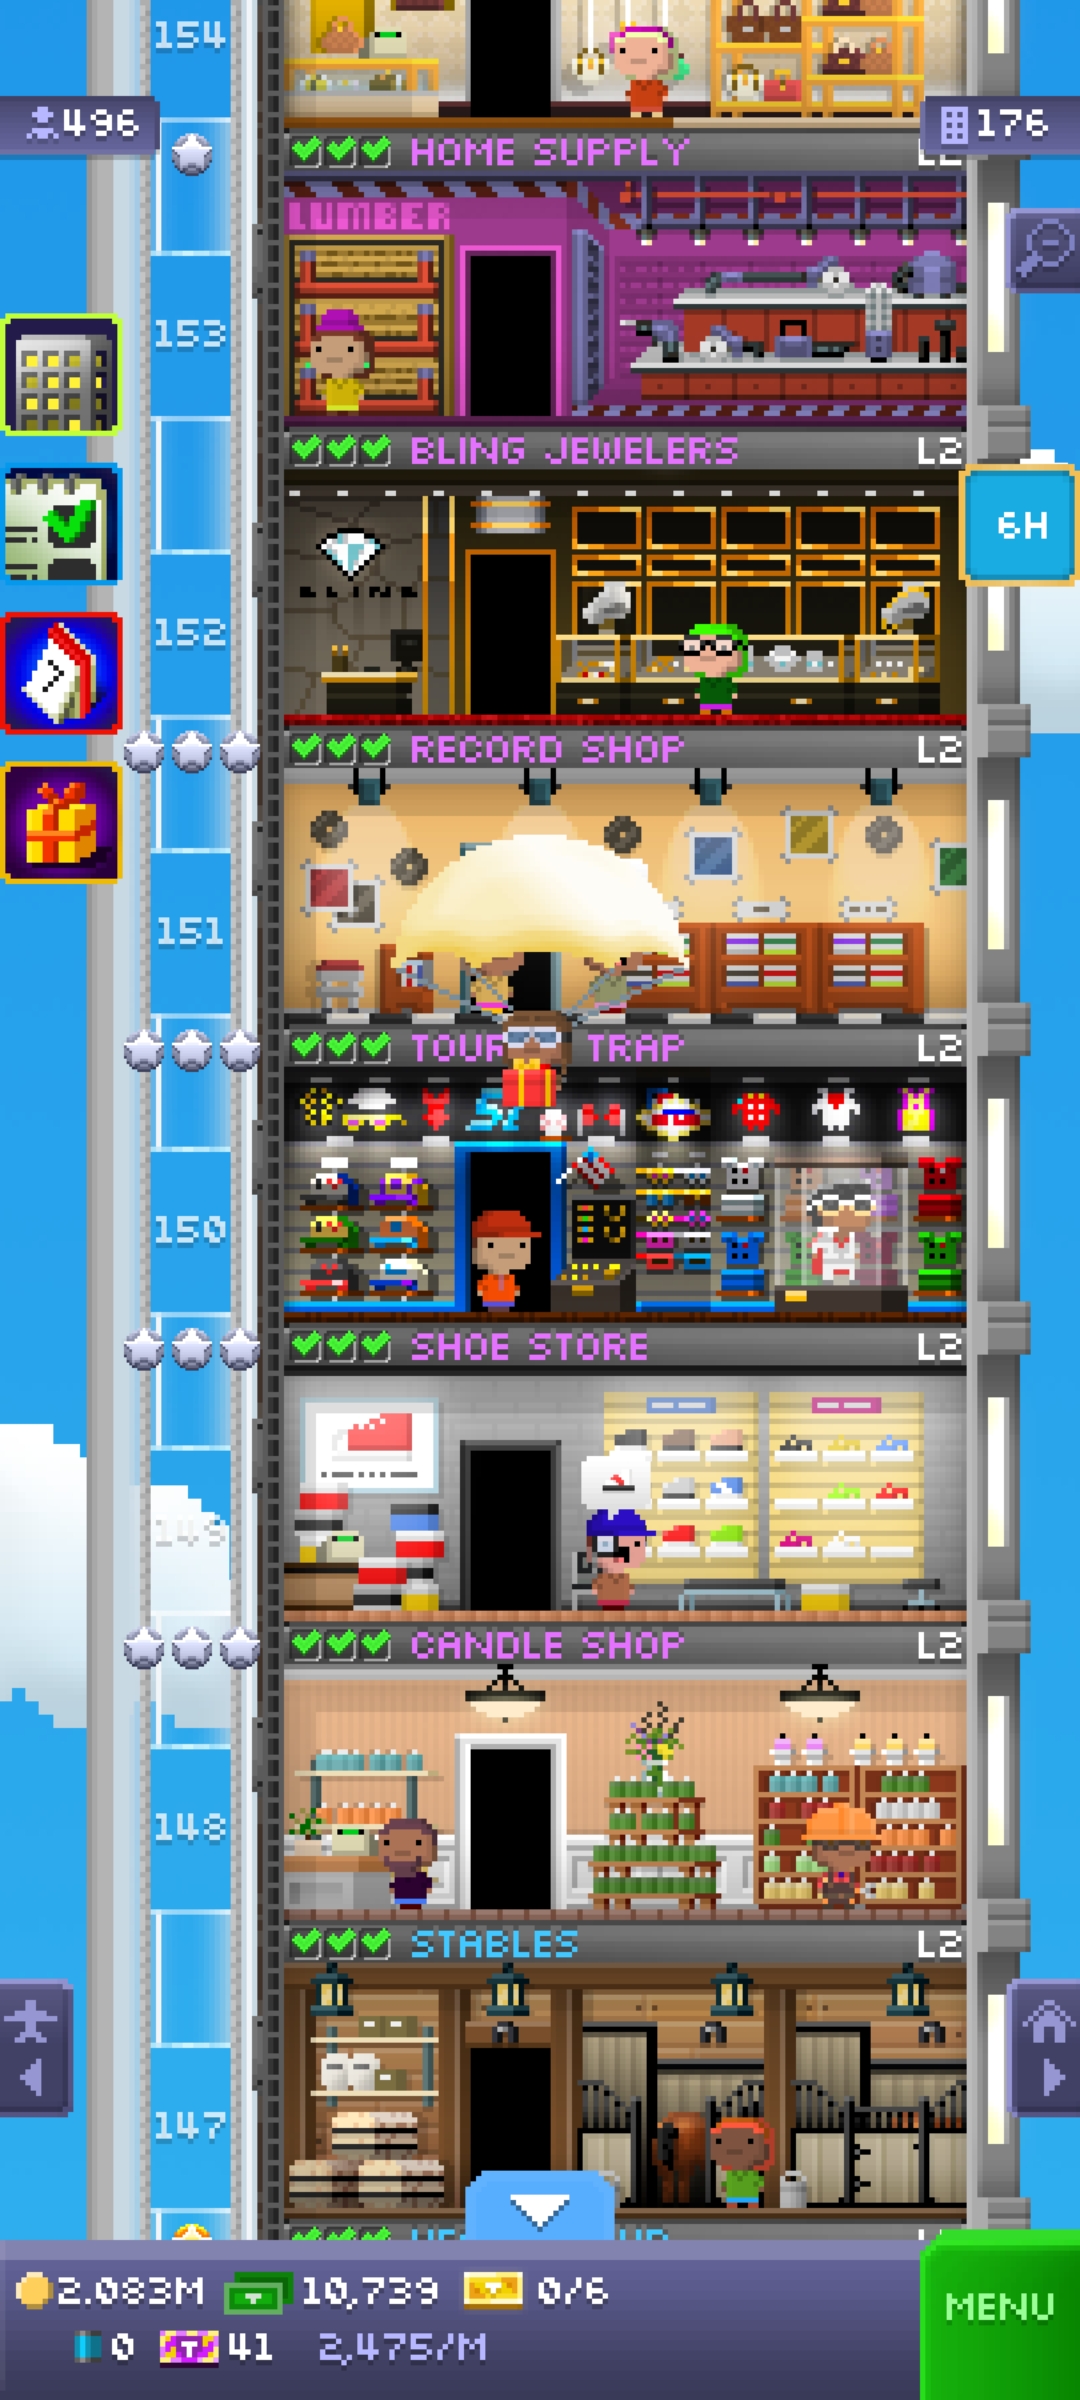 154
496
176
HOME SUPPLY
LUMBER
153
BLING JEWELERS L2
6H
BLING
152
RECORD SHOP L2
151
TRAP L2
150
SHOE STORE L2
149
CANDLE SHOP L2
148
STABLES L2
147
2.083M 10,739 0/6
MENU
0 41 2,475/M